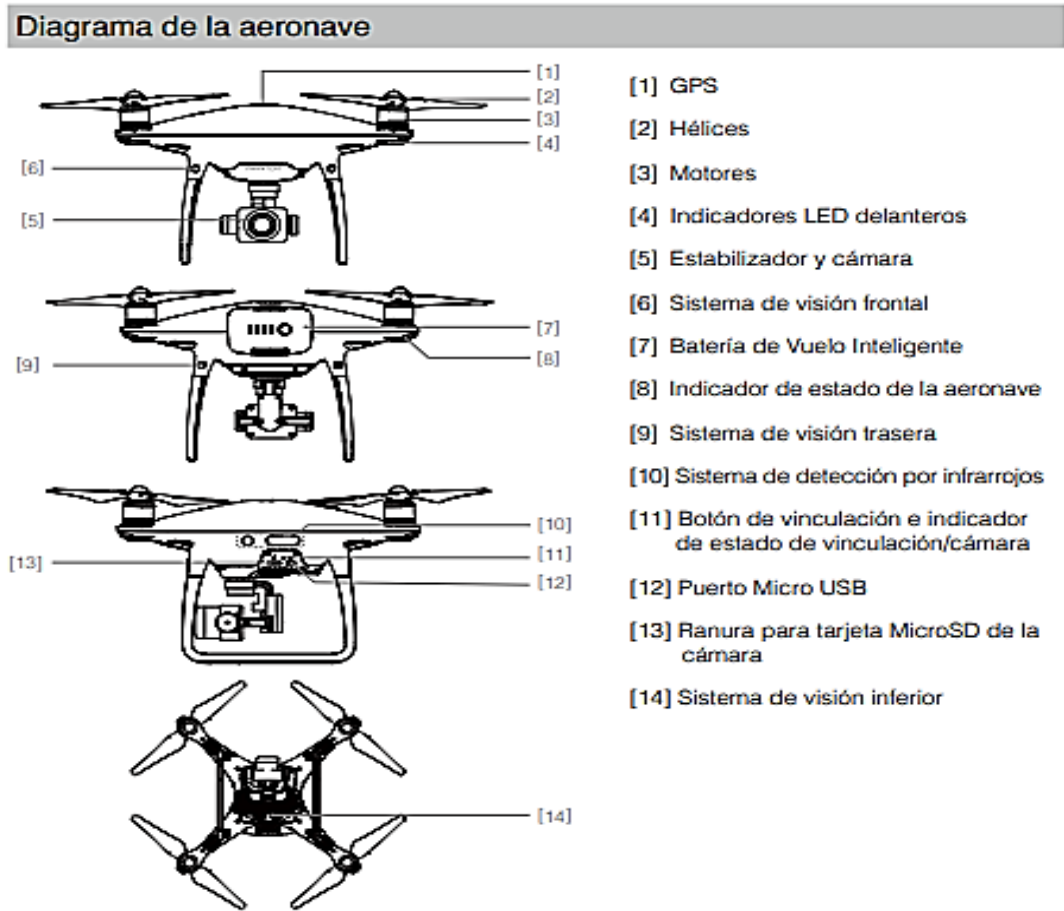 Diagrama de la aeronave
[1]
[2]
[3]
[4]
[6]
[5]
[7]
[8]
[9]
[10]
[11]
[13]
[12]
[14]
[1] GPS
[2] Hélices
[3] Motores
[4] Indicadores LED delanteros
[5] Estabilizador y cámara
[6] Sistema de visión frontal
[7] Batería de Vuelo Inteligente
[8] Indicador de estado de la aeronave
[9] Sistema de visión trasera
[10] Sistema de detección por infrarrojos
[11] Botón de vinculación e indicador
de estado de vinculación/cámara
[12] Puerto Micro USB
[13] Ranura para tarjeta MicroSD de la
cámara
[14] Sistema de visión inferior